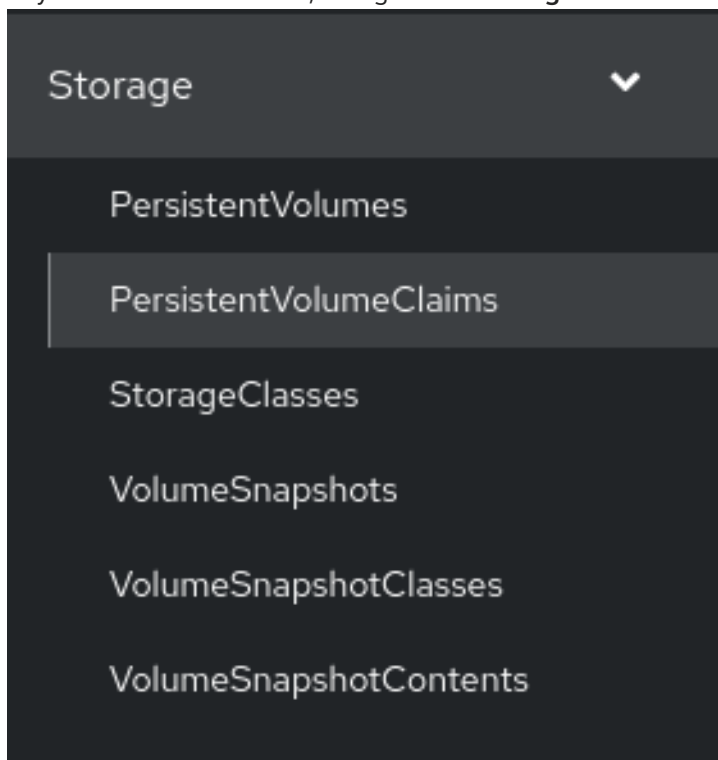 Storage
PersistentVolumes
PersistentVolumeClaims
StorageClasses
VolumeSnapshots
VolumeSnapshotClasses
VolumeSnapshotContents